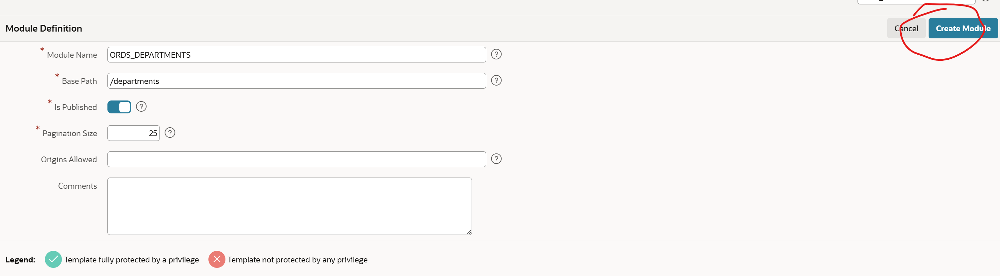 Module Definition
Cancel
Create Module
* Module Name
ORDS_DEPARTMENTS
?
* Base Path
/departments
?
* Is Published
?
* Pagination Size
25
?
Origins Allowed
?
Comments
Legend:
Template fully protected by a privilege
Template not protected by any privilege